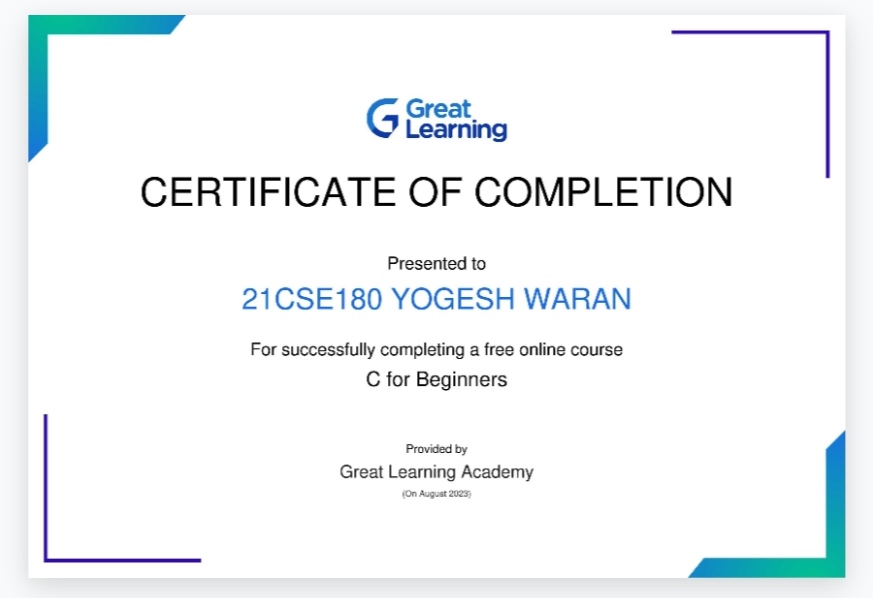 Great
Learning
CERTIFICATE OF COMPLETION
Presented to
21CSE180 YOGESH WARAN
For successfully completing a free online course
C for Beginners
Provided by
Great Learning Academy
(On August 2023)